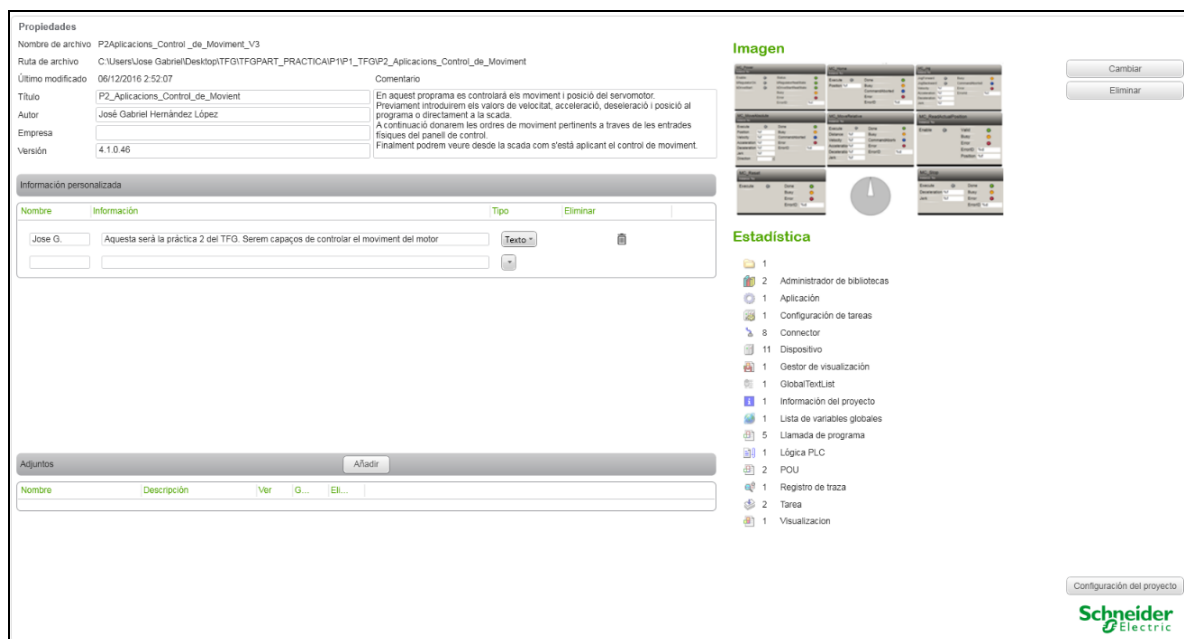 Propiedades
Nombre de archivo P2Aplicacions_Control _de_Moviment_V3
Ruta de archivo C:\Users\Jose Gabriel\Desktop\TFG\TFGPART_PRACTICA\P1\P1_TFG\P2_Aplicacions_Control_de_Moviment
Último modificado 06/12/2016 2:52:07
Título P2_Aplicacions_Control_de_Movient
Autor José Gabriel Hernández López
Empresa
Versión 4.1.0.46
Comentario
En aquest programa es controlarà els moviment i posició del servomotor.
Previament introduirem els valors de velocitat, acceleració, deseleració i posició al
programa o directament a la scada.
A continuació donarem les ordres de moviment pertinents a traves de les entrades
físiques del panell de control.
Finalment podrem veure desde la scada com s'està aplicant el control de moviment.
Información personalizada
Nombre Información Tipo Eliminar
Jose G. Aquesta serà la pràctica 2 del TFG. Serem capaços de controlar el moviment del motor Texto
Adjuntos Añadir
Nombre Descripción Ver G... Eli...
Imagen
MC_Power
MC_Home
MC_Jog
MC_MoveAbsolute
MC_MoveRelative
MC_ReadActualPosition
MC_Reset
MC_Stop
Estadística
1
2 Administrador de bibliotecas
1 Aplicación
1 Configuración de tareas
8 Connector
11 Dispositivo
1 Gestor de visualización
1 GlobalTextList
1 Información del proyecto
1 Lista de variables globales
5 Llamada de programa
1 Lógica PLC
2 POU
1 Registro de traza
2 Tarea
1 Visualizacion
Cambiar
Eliminar
Configuración del proyecto
Schneider
Electric